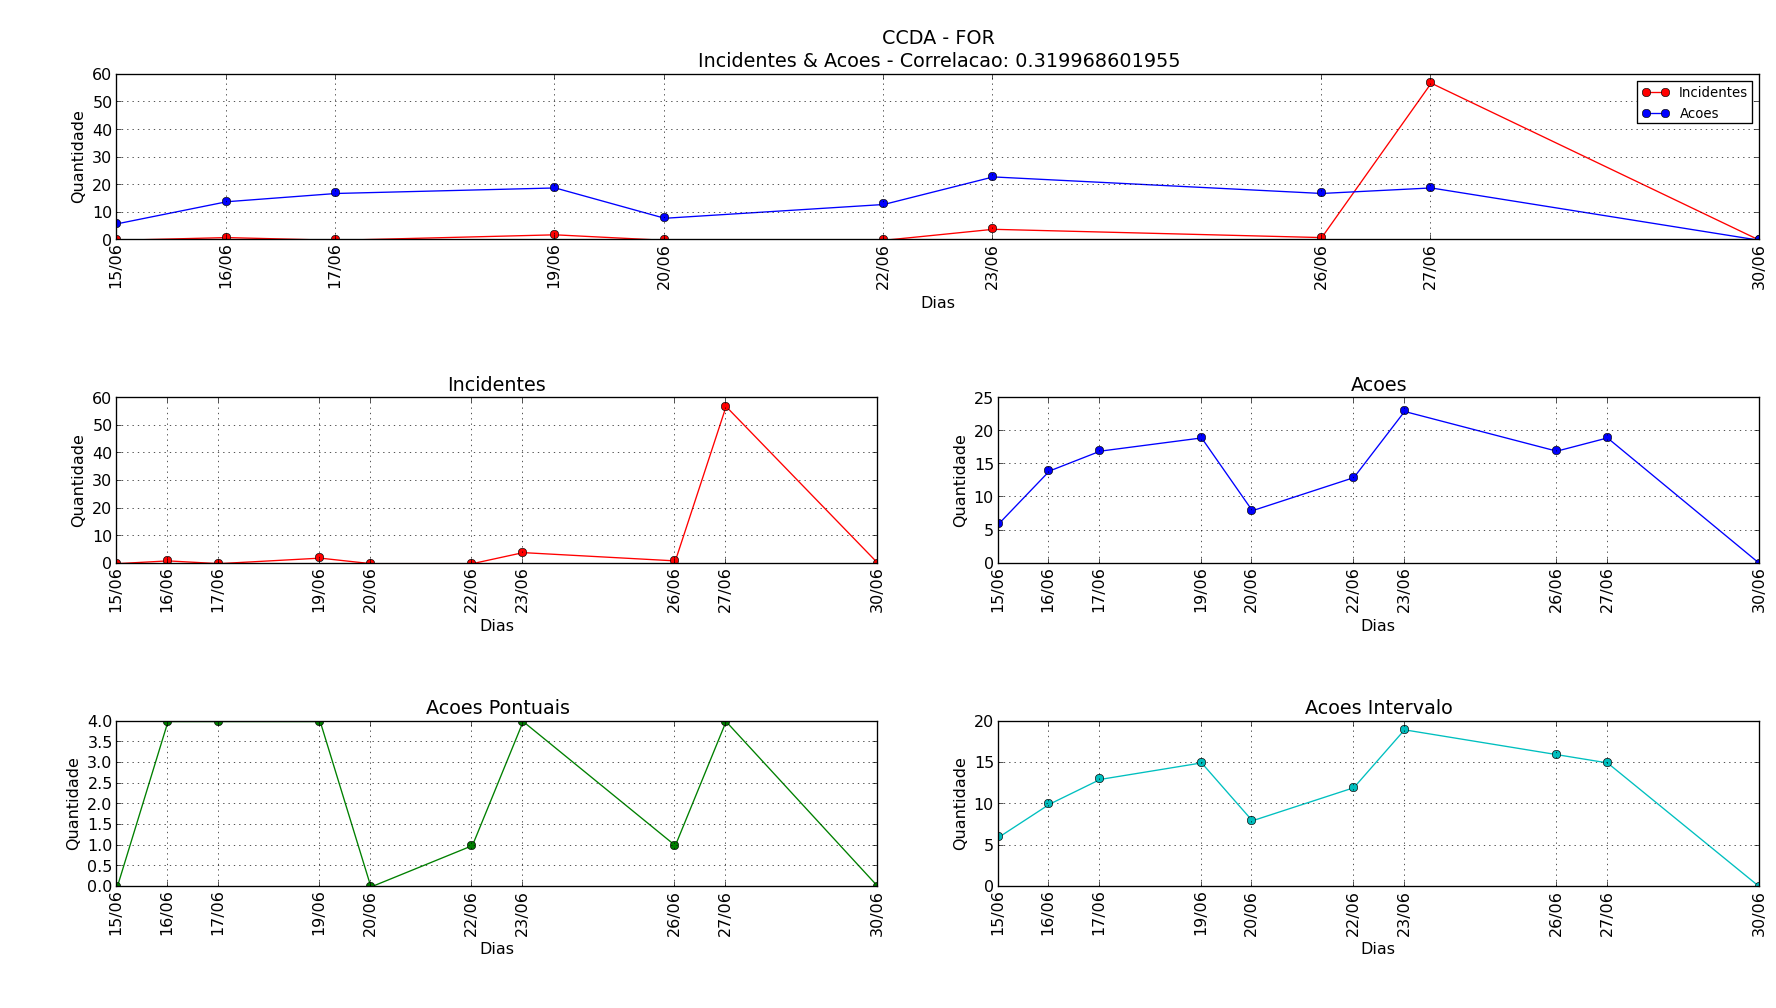 CCDA - FOR
Incidentes & Acoes - Correlacao: 0.319968601955
60
50
40
30
20
10
0
Quantidade
Incidentes
Acoes
15/06 16/06 17/06 19/06 20/06 22/06 23/06 26/06 27/06 30/06
Dias
Incidentes
60
50
40
30
20
10
0
Quantidade
15/06 16/06 17/06 19/06 20/06 22/06 23/06 26/06 27/06 30/06
Dias
Acoes
25
20
15
10
5
0
Quantidade
15/06 16/06 17/06 19/06 20/06 22/06 23/06 26/06 27/06 30/06
Dias
Acoes Pontuais
4.0
3.5
3.0
2.5
2.0
1.5
1.0
0.5
0.0
Quantidade
15/06 16/06 17/06 19/06 20/06 22/06 23/06 26/06 27/06 30/06
Dias
Acoes Intervalo
20
15
10
5
0
Quantidade
15/06 16/06 17/06 19/06 20/06 22/06 23/06 26/06 27/06 30/06
Dias